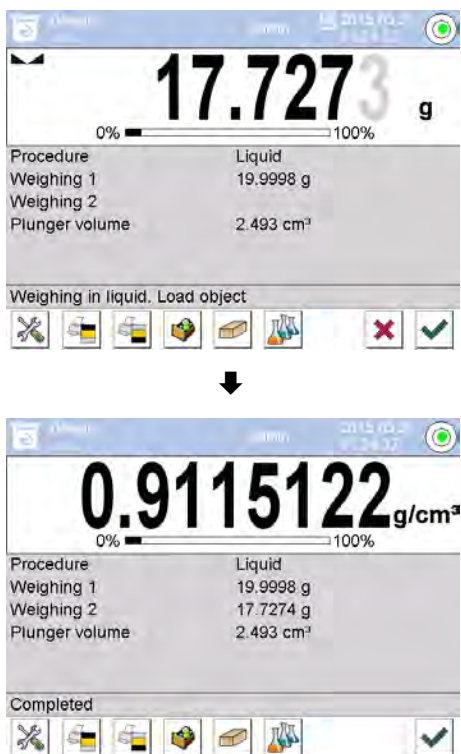 17.7273 g
0% 100%
Procedure Liquid
Weighing 1 19.9998 g
Weighing 2
Plunger volume 2.493 cm³
Weighing in liquid. Load object
0.9115122 g/cm³
0% 100%
Procedure Liquid
Weighing 1 19.9998 g
Weighing 2 17.7274 g
Plunger volume 2.493 cm³
Completed